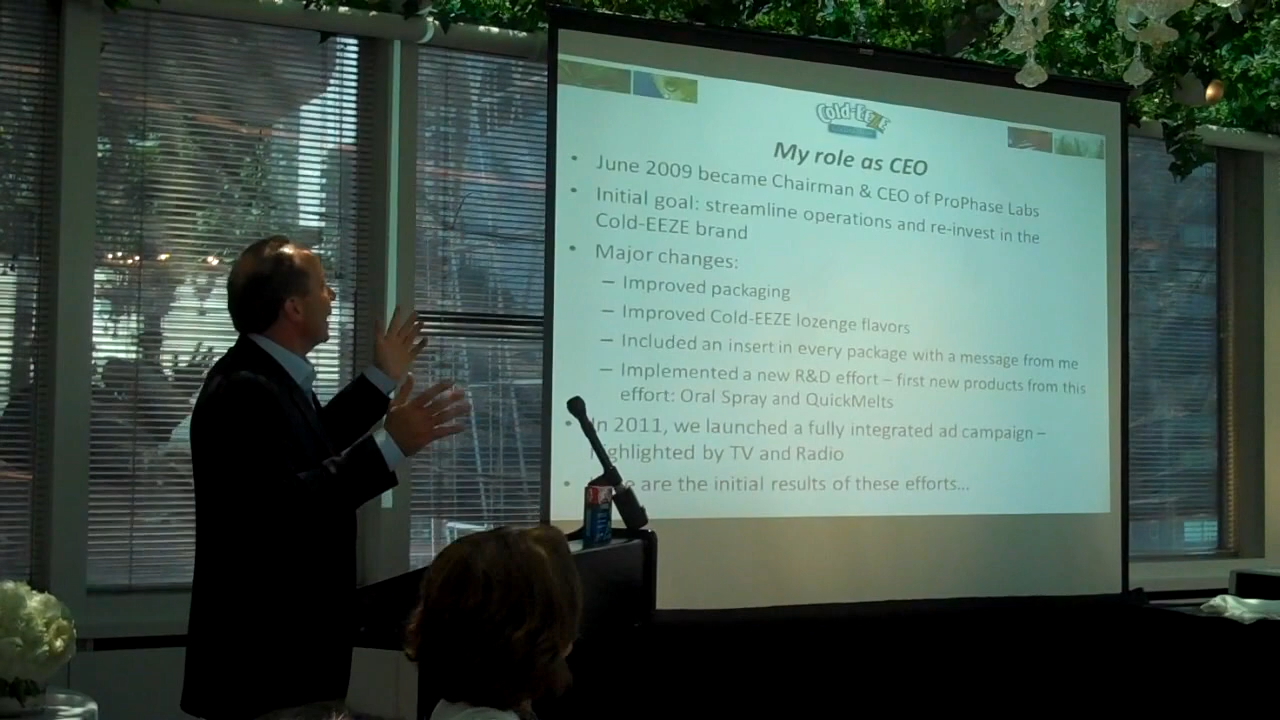 Cold-EEZE
My role as CEO
• June 2009 became Chairman & CEO of ProPhase Labs
• Initial goal: streamline operations and re-invest in the
Cold-EEZE brand
• Major changes:
– Improved packaging
– Improved Cold-EEZE lozenge flavors
– Included an insert in every package with a message from me
– Implemented a new R&D effort – first new products from this
effort: Oral Spray and QuickMelts
• In 2011, we launched a fully integrated ad campaign –
highlighted by TV and Radio
• are the initial results of these efforts...